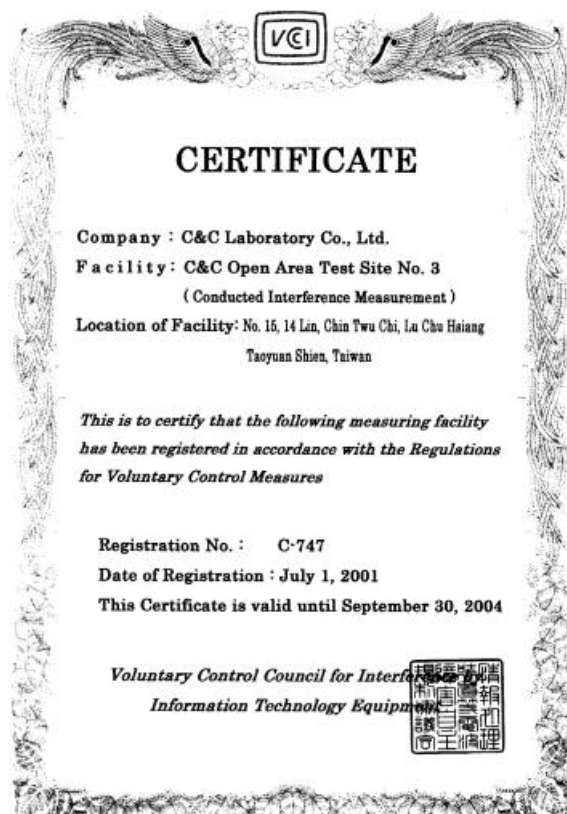 VCCI
CERTIFICATE
Company : C&C Laboratory Co., Ltd.
Facility: C&C Open Area Test Site No. 3
( Conducted Interference Measurement )
Location of Facility: No. 15, 14 Lin, Chin Twu Chi, Lu Chu Hsiang
Taoyuan Shien, Taiwan
This is to certify that the following measuring facility
has been registered in accordance with the Regulations
for Voluntary Control Measures
Registration No. : C-747
Date of Registration : July 1, 2001
This Certificate is valid until September 30, 2004
Voluntary Control Council for Interference by
Information Technology Equipment